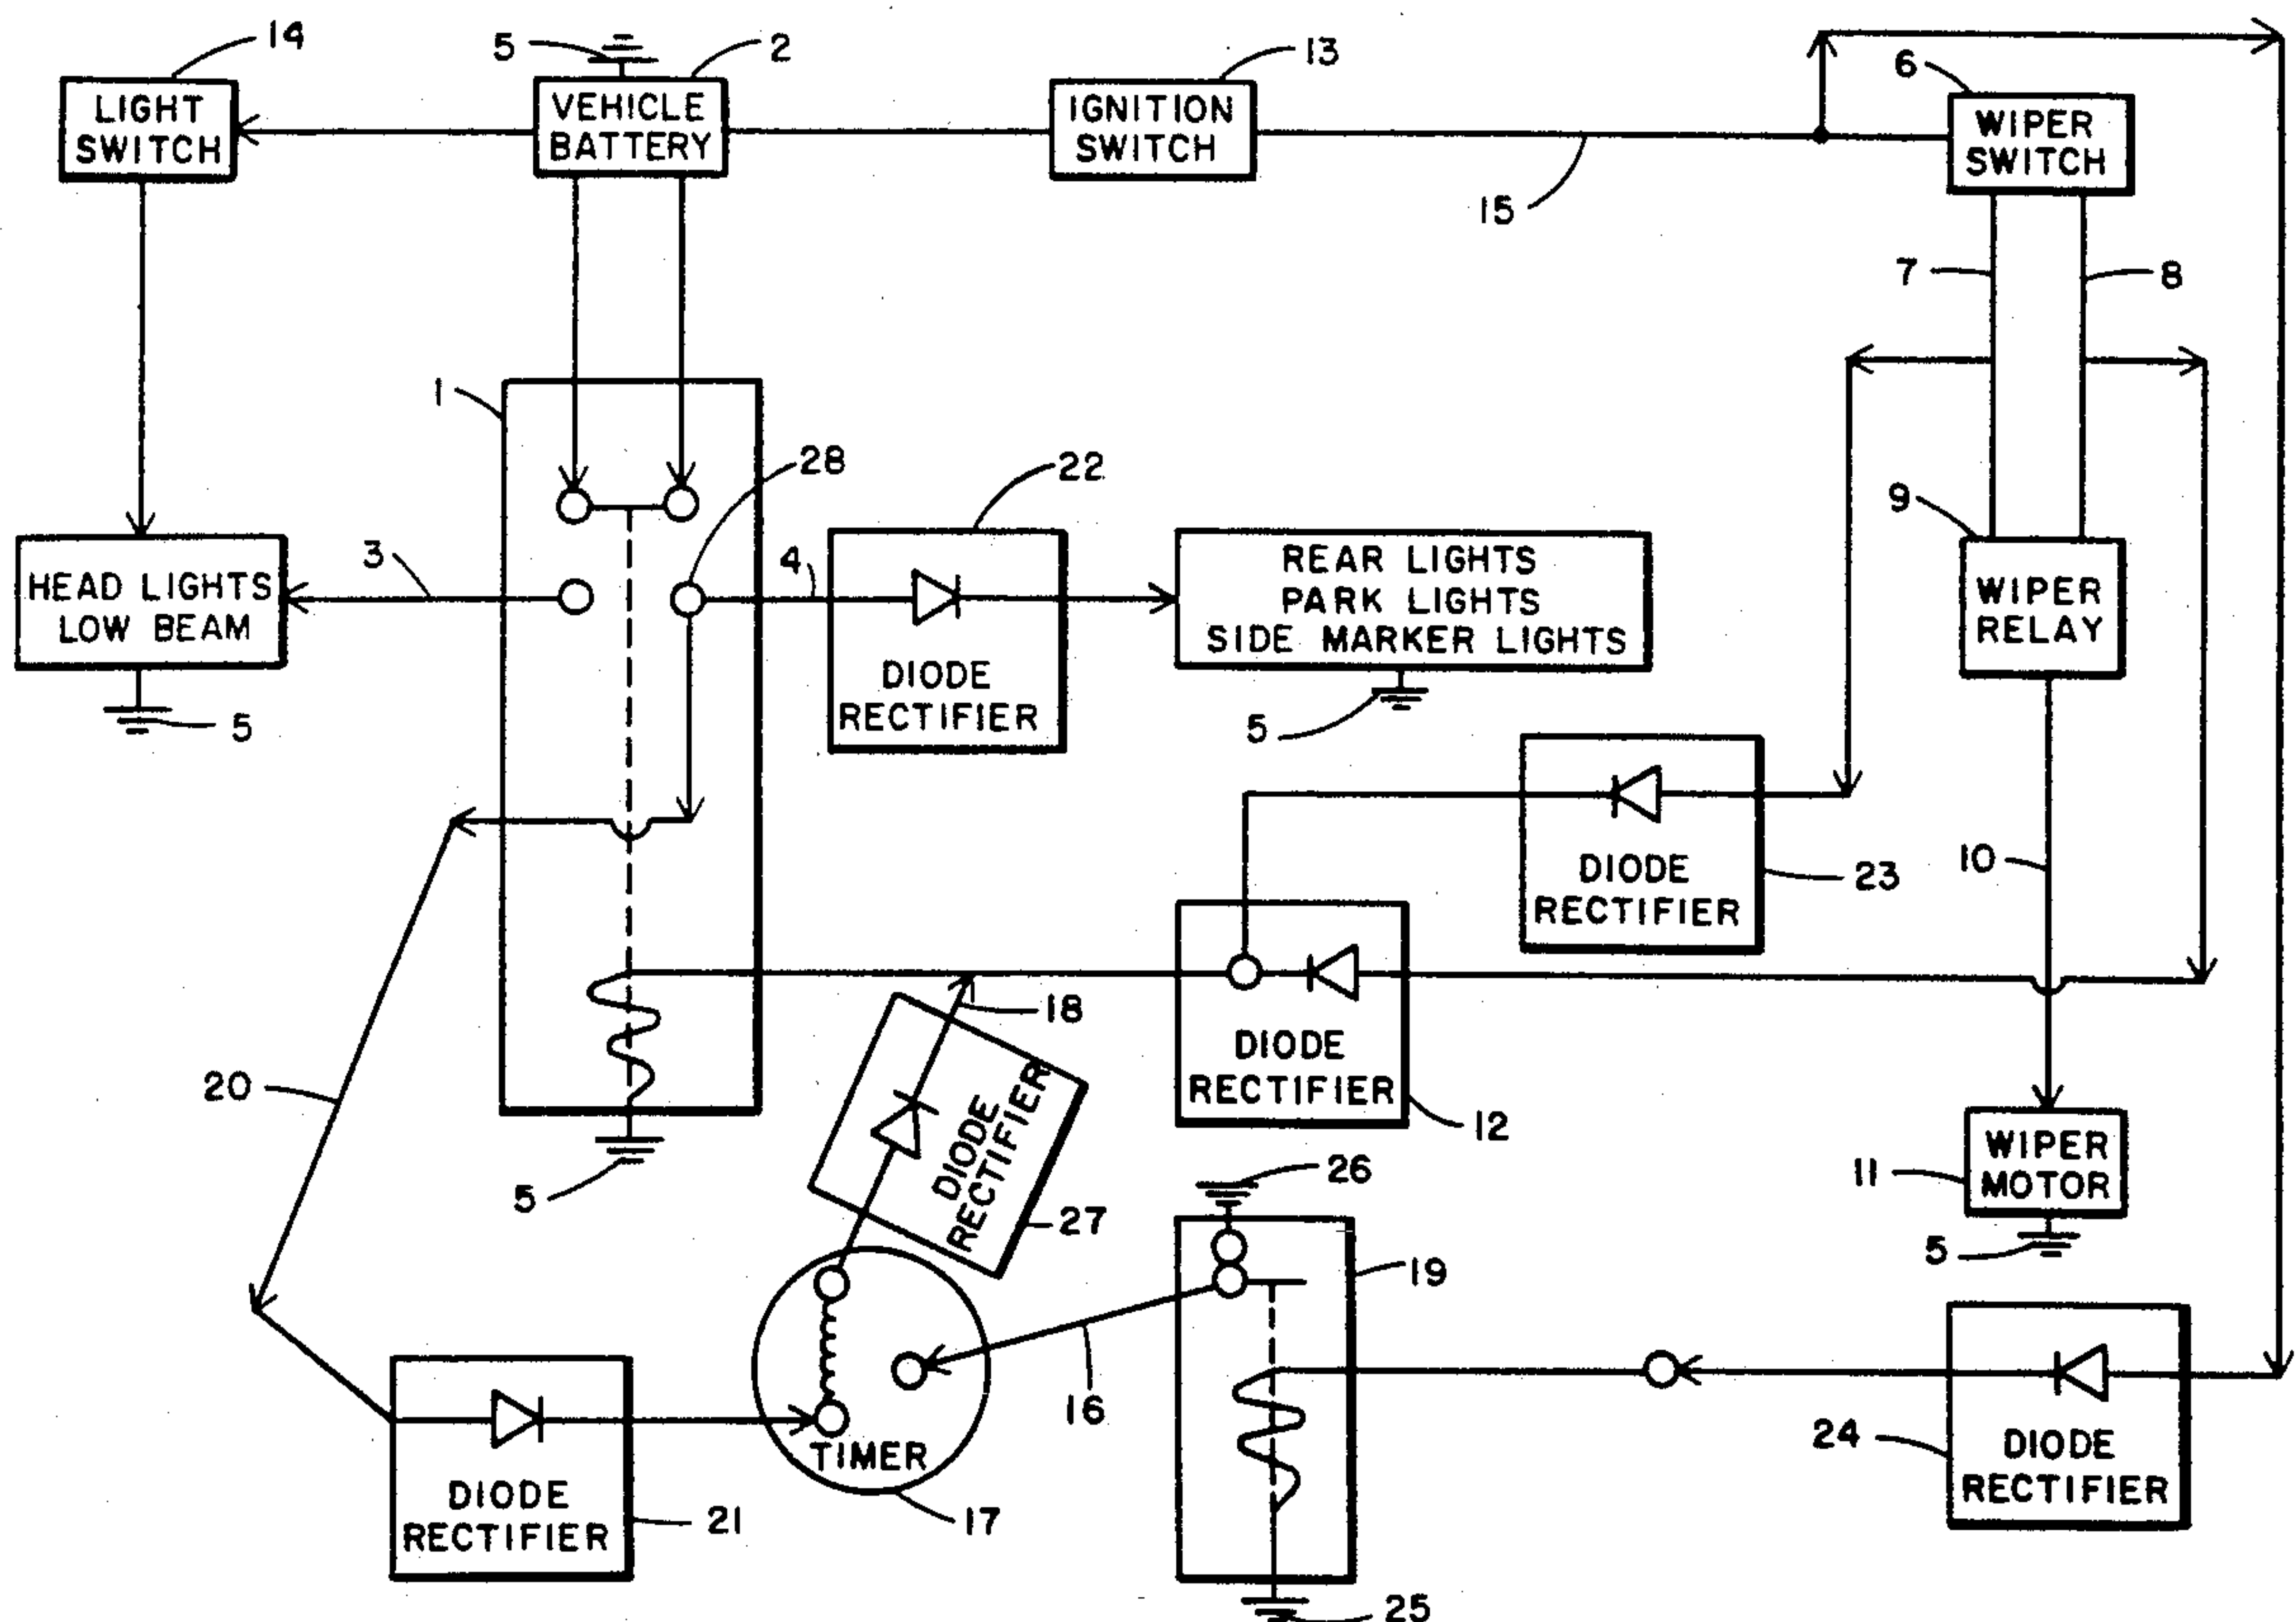 14
5
2
13
6
LIGHT
SWITCH
VEHICLE
BATTERY
IGNITION
SWITCH
WIPER
SWITCH
15
7
8
1
28
22
9
3
4
HEAD LIGHTS
LOW BEAM
REAR LIGHTS
PARK LIGHTS
SIDE MARKER LIGHTS
WIPER
RELAY
DIODE
RECTIFIER
5
5
10
DIODE
RECTIFIER
23
18
20
DIODE
RECTIFIER
12
DIODE
RECTIFIER
27
5
26
11
WIPER
MOTOR
5
19
16
TIMER
17
DIODE
RECTIFIER
21
24
DIODE
RECTIFIER
25